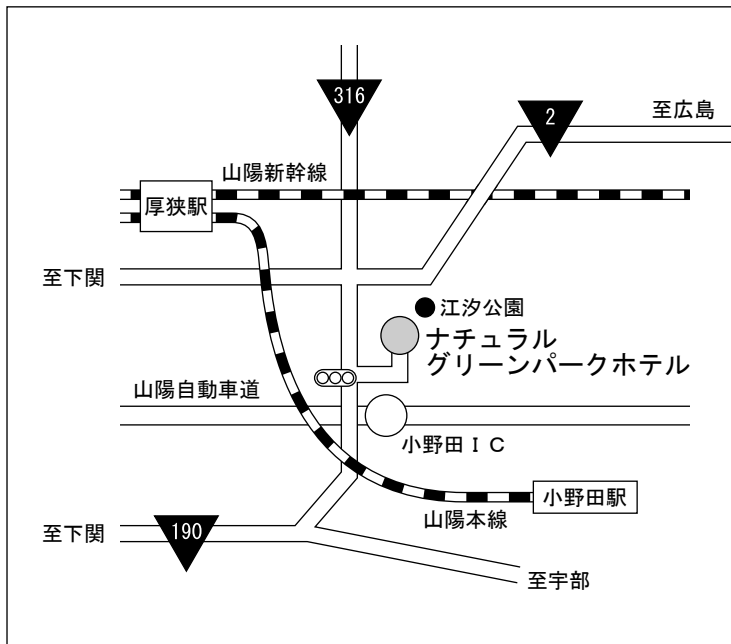 316
2
至広島
山陽新幹線
厚狭駅
至下関
江汐公園
ナチュラル
グリーンパークホテル
山陽自動車道
小野田ＩＣ
小野田駅
山陽本線
至下関
190
至宇部